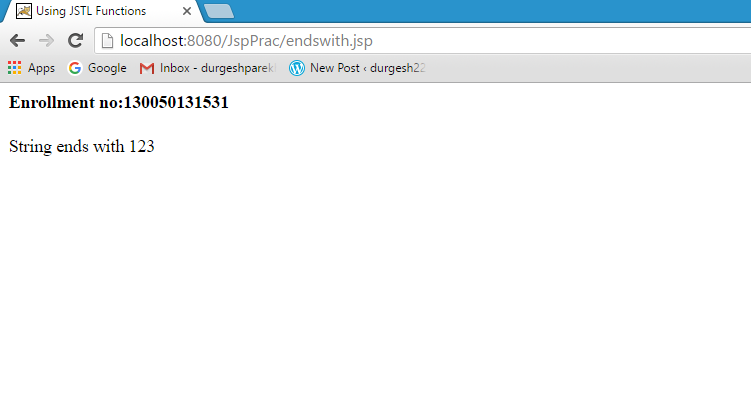 Using JSTL Functions
localhost:8080/JspPrac/endswith.jsp
Apps Google Inbox - durgeshparek New Post ‹ durgesh22
Enrollment no:130050131531
String ends with 123